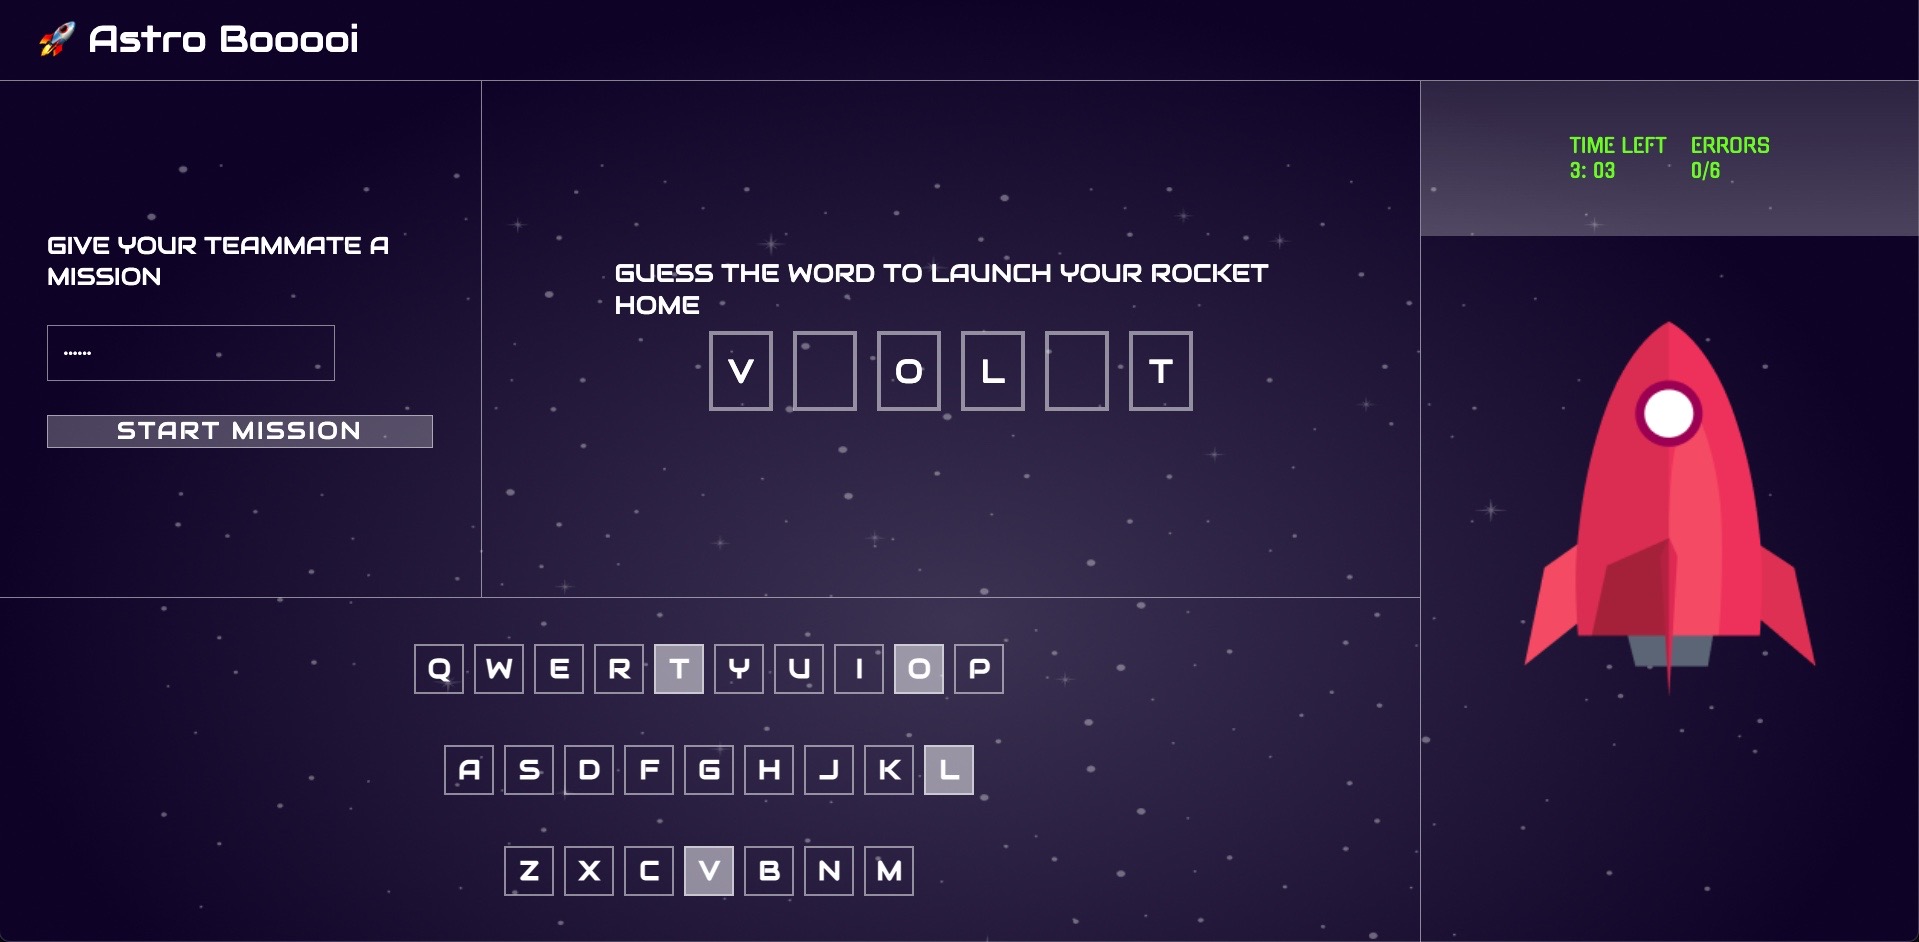 🚀 Astro Booooi
GIVE YOUR TEAMMATE A
MISSION
••••••
START MISSION
GUESS THE WORD TO LAUNCH YOUR ROCKET
HOME
V O L T
TIME LEFT ERRORS
3: 03 0/6
Q W E R T Y U I O P
A S D F G H J K L
Z X C V B N M